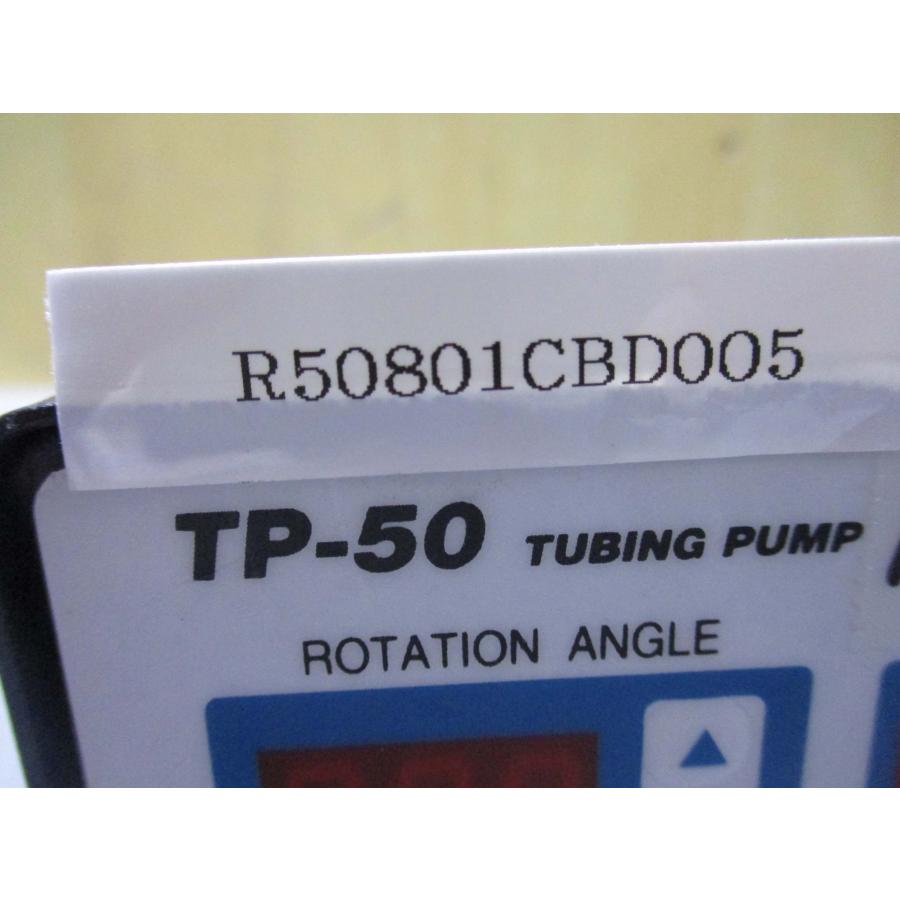 R50801CBD005
TP-50 TUBING PUMP
ROTATION ANGLE